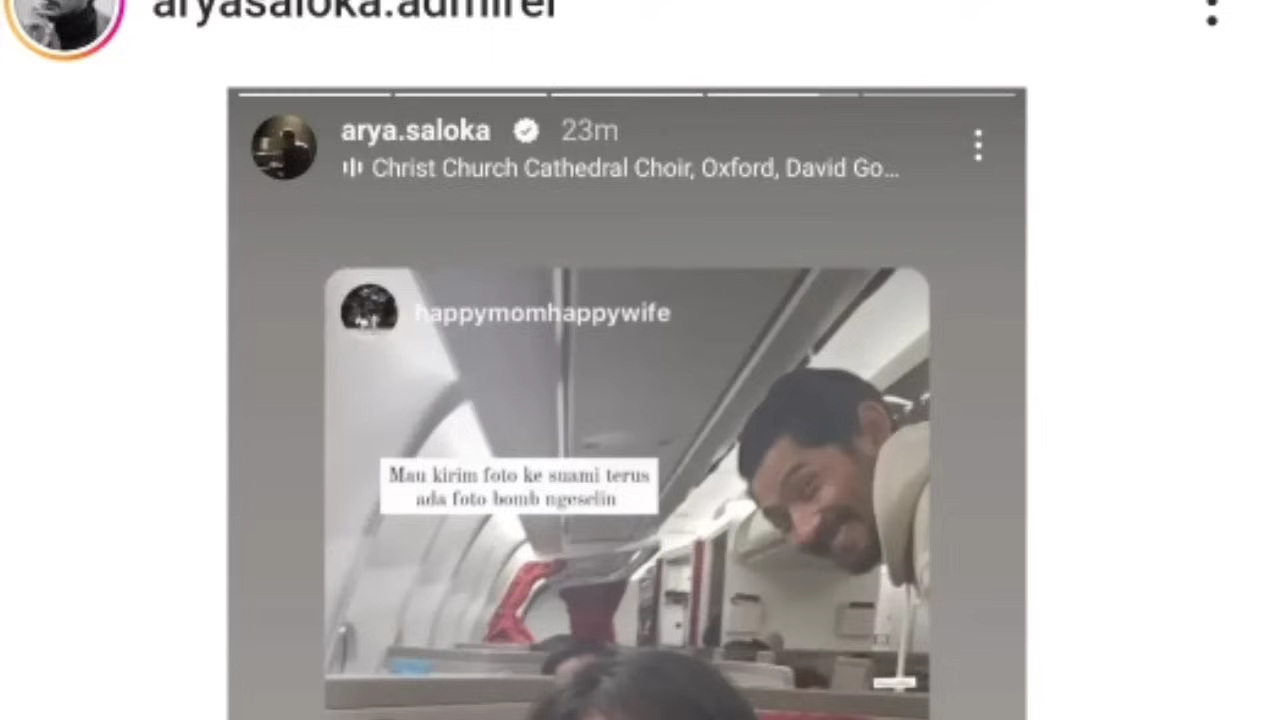 aryasaloka.admirer
arya.saloka 23m
Christ Church Cathedral Choir, Oxford, David Go...
happymomhappywife
Mau kirim foto ke suami terus
ada foto bomb ngeselin